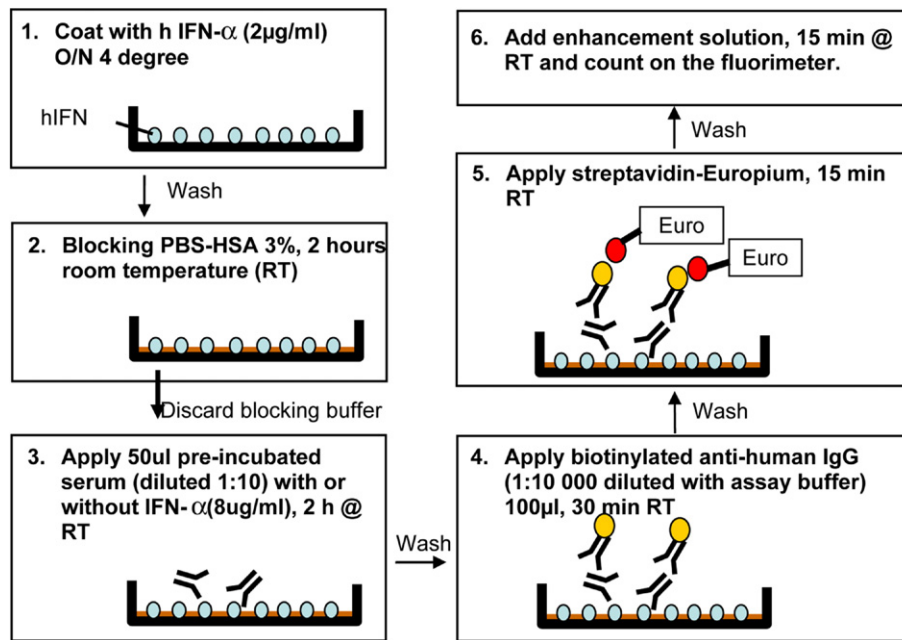 1. Coat with h IFN-α (2μg/ml)
O/N 4 degree
hIFN
Wash
2. Blocking PBS-HSA 3%, 2 hours
room temperature (RT)
Discard blocking buffer
3. Apply 50ul pre-incubated
serum (diluted 1:10) with or
without IFN- α(8ug/ml), 2 h @
RT
Wash
4. Apply biotinylated anti-human IgG
(1:10 000 diluted with assay buffer)
100μl, 30 min RT
Wash
5. Apply streptavidin-Europium, 15 min
RT
Euro
Euro
Wash
6. Add enhancement solution, 15 min @
RT and count on the fluorimeter.